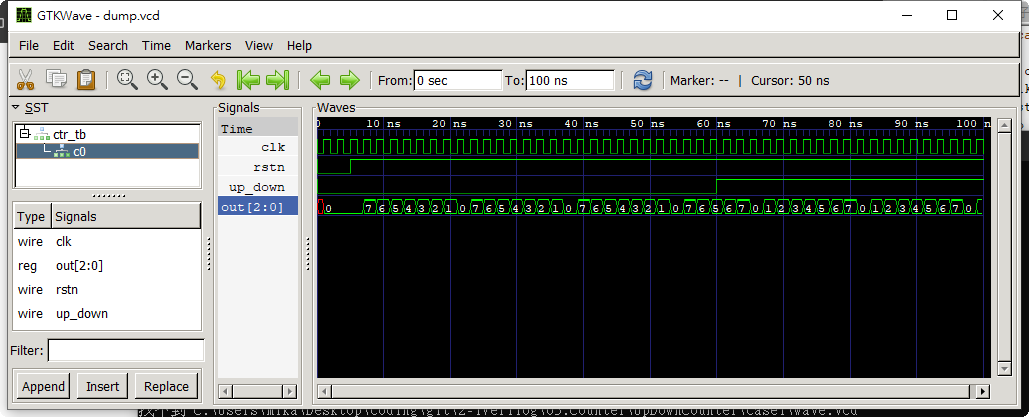 GTKWave - dump.vcd
File Edit Search Time Markers View Help
From: 0 sec To: 100 ns Marker: -- | Cursor: 50 ns
SST
ctr_tb
c0
Type Signals
wire clk
reg out[2:0]
wire rstn
wire up_down
Filter:
Append Insert Replace
Signals
Time
clk
rstn
up_down
out[2:0]
Waves
0 10 ns 20 ns 30 ns 40 ns 50 ns 60 ns 70 ns 80 ns 90 ns 100 n
0 7 6 5 4 3 2 1 0 7 6 5 4 3 2 1 0 7 6 5 4 3 2 1 0 7 6 5 6 7 0 1 2 3 4 5 6 7 0 1 2 3 4 5 6 7 0